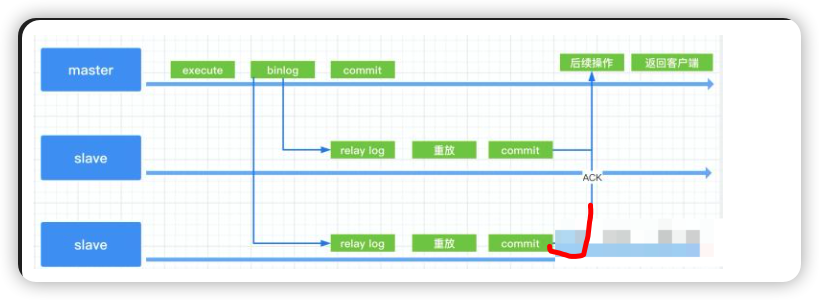 master
execute
binlog
commit
后续操作
返回客户端
slave
relay log
重放
commit
ACK
slave
relay log
重放
commit